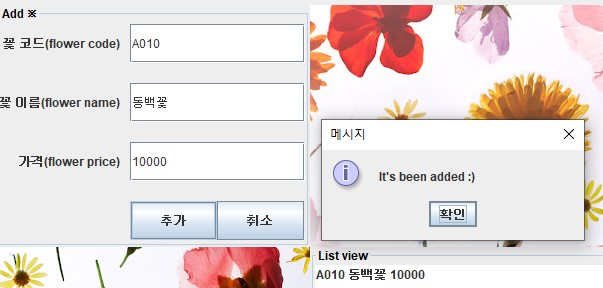 Add ※
꽃 코드(flower code)
A010
꽃 이름(flower name)
동백꽃
가격(flower price)
10000
추가
취소
메시지
It's been added :)
확인
List view
A010 동백꽃 10000